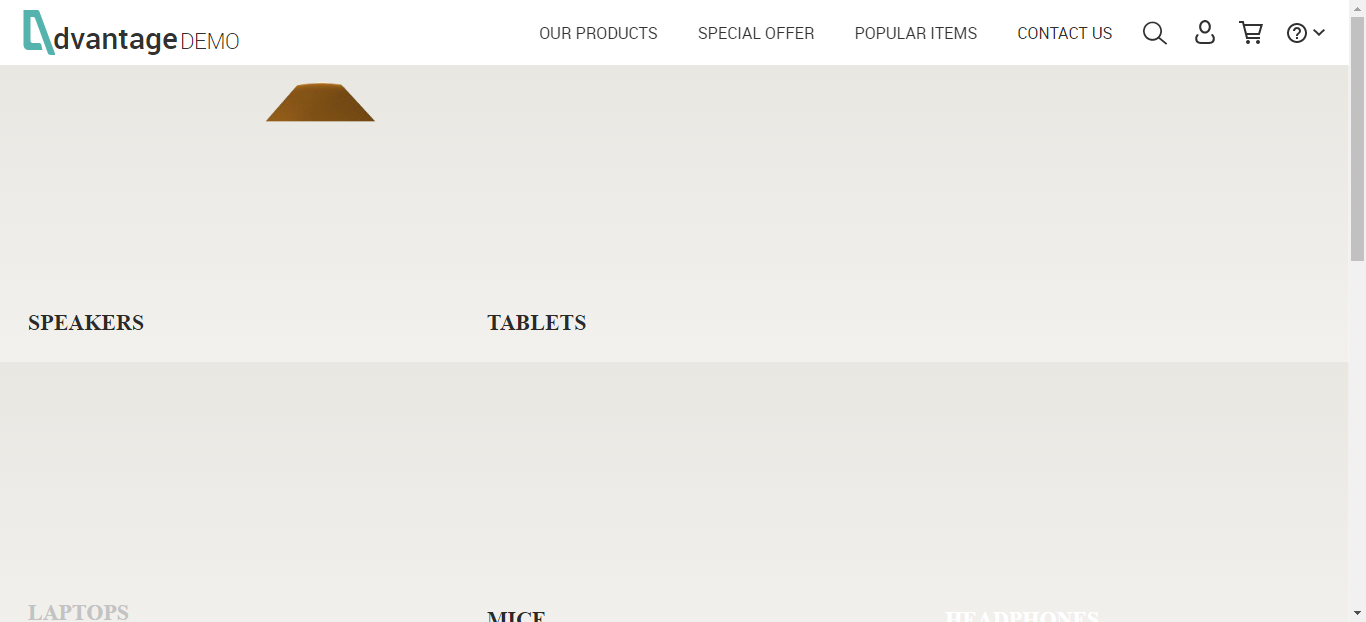 dvantage DEMO
OUR PRODUCTS SPECIAL OFFER POPULAR ITEMS CONTACT US
SPEAKERS TABLETS
LAPTOPS MICE HEADPHONES